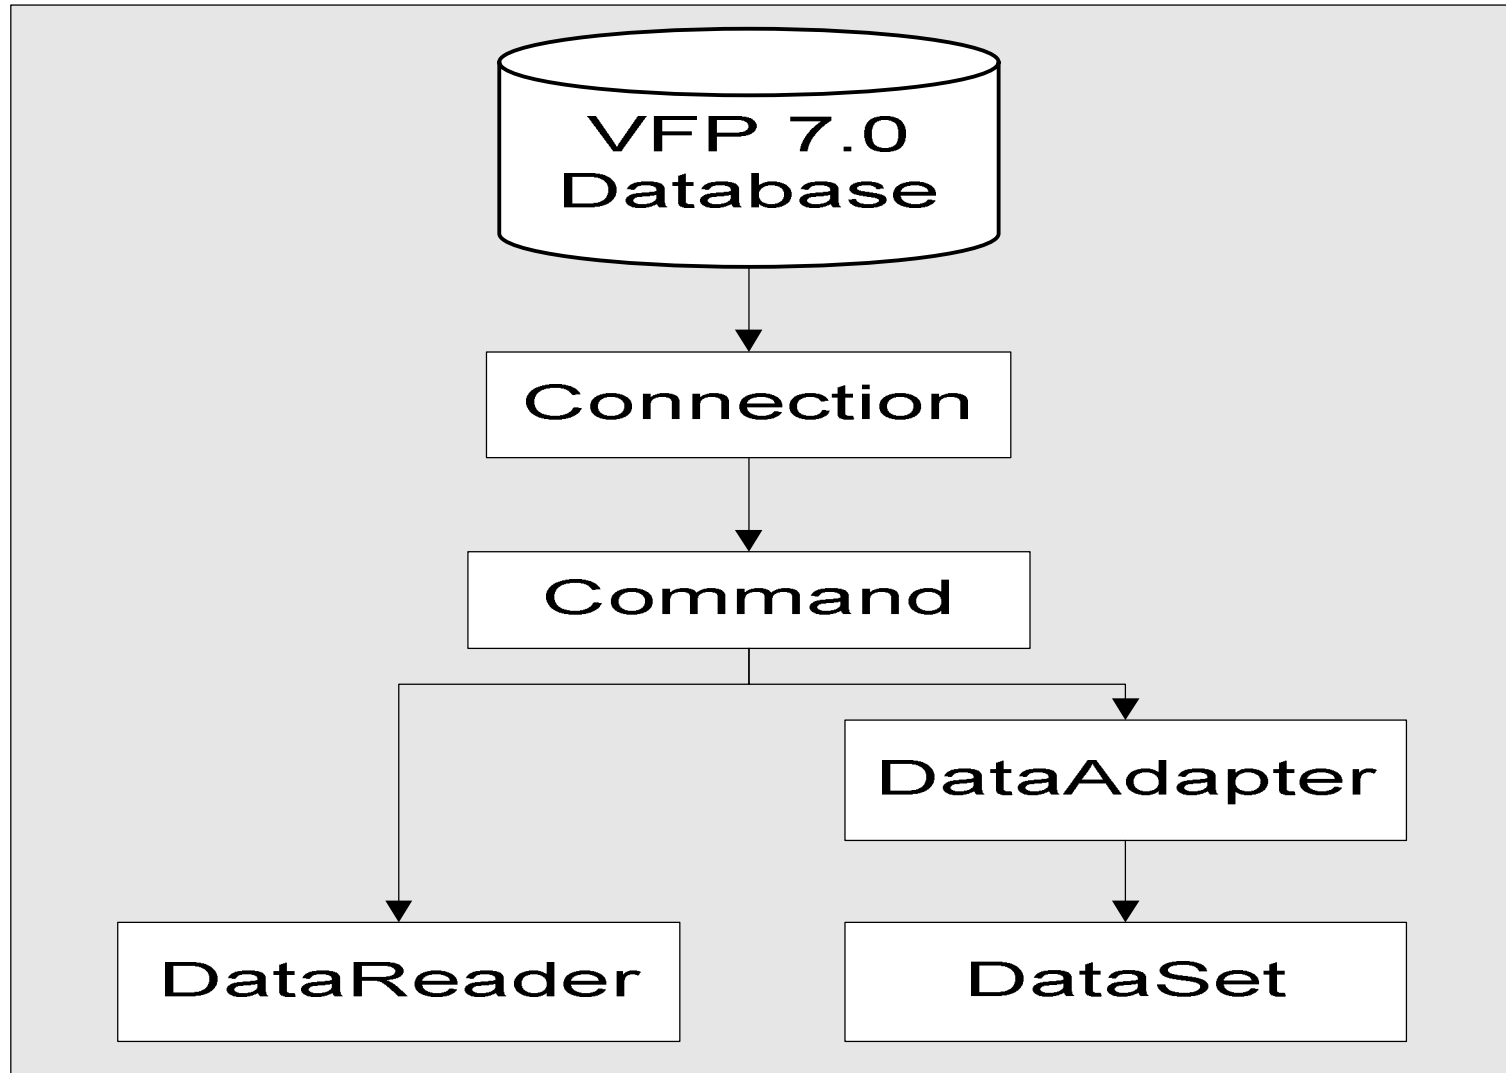 VFP 7.0
Database
Connection
Command
DataAdapter
DataReader
DataSet